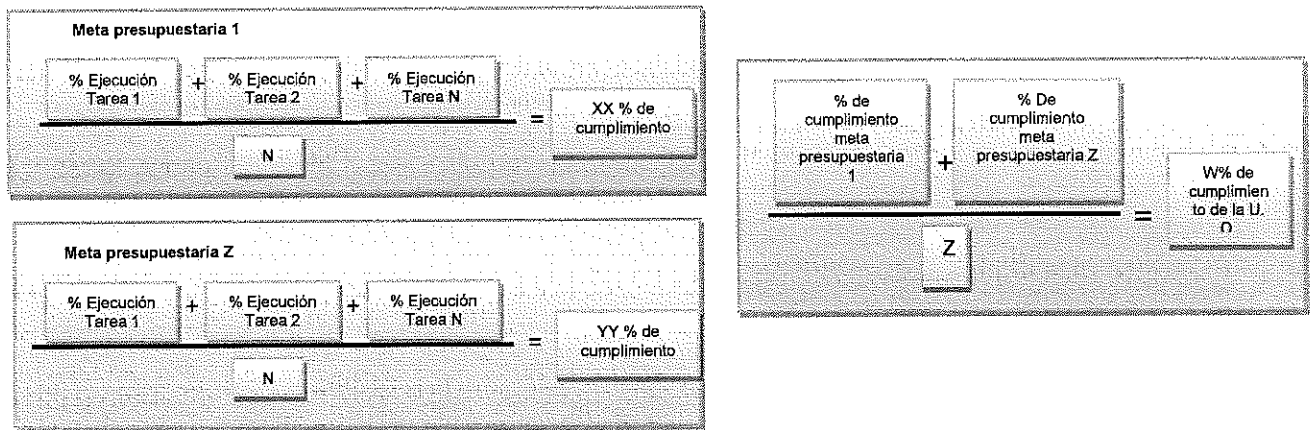 Meta presupuestaria 1
% Ejecución
Tarea 1
+
% Ejecución
Tarea 2
+
% Ejecución
Tarea N
N
=
XX % de
cumplimiento
Meta presupuestaria Z
% Ejecución
Tarea 1
+
% Ejecución
Tarea 2
+
% Ejecución
Tarea N
N
=
YY % de
cumplimiento
% de
cumplimiento
meta
presupuestaria
1
+
% De
cumplimiento
meta
presupuestaria Z
Z
=
W% de
cumplimien
to de la U.
O